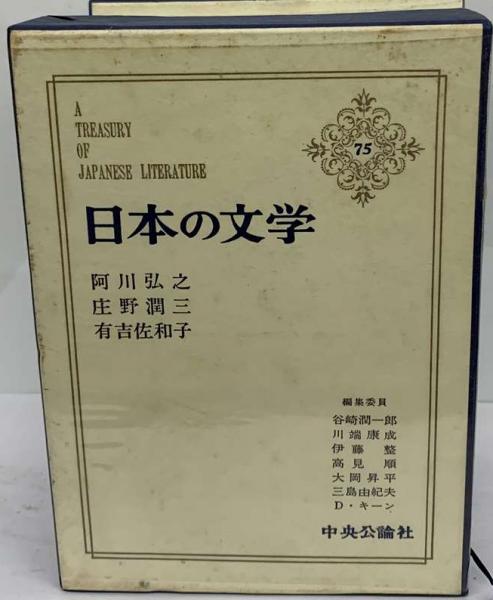 A
TREASURY
OF
JAPANESE LITERATURE
75
日本の文学
阿川弘之
庄野潤三
有吉佐和子
編集委員
谷崎潤一郎
川端康成
伊藤整
高見順
大岡昇平
三島由紀夫
D・キーン
中央公論社